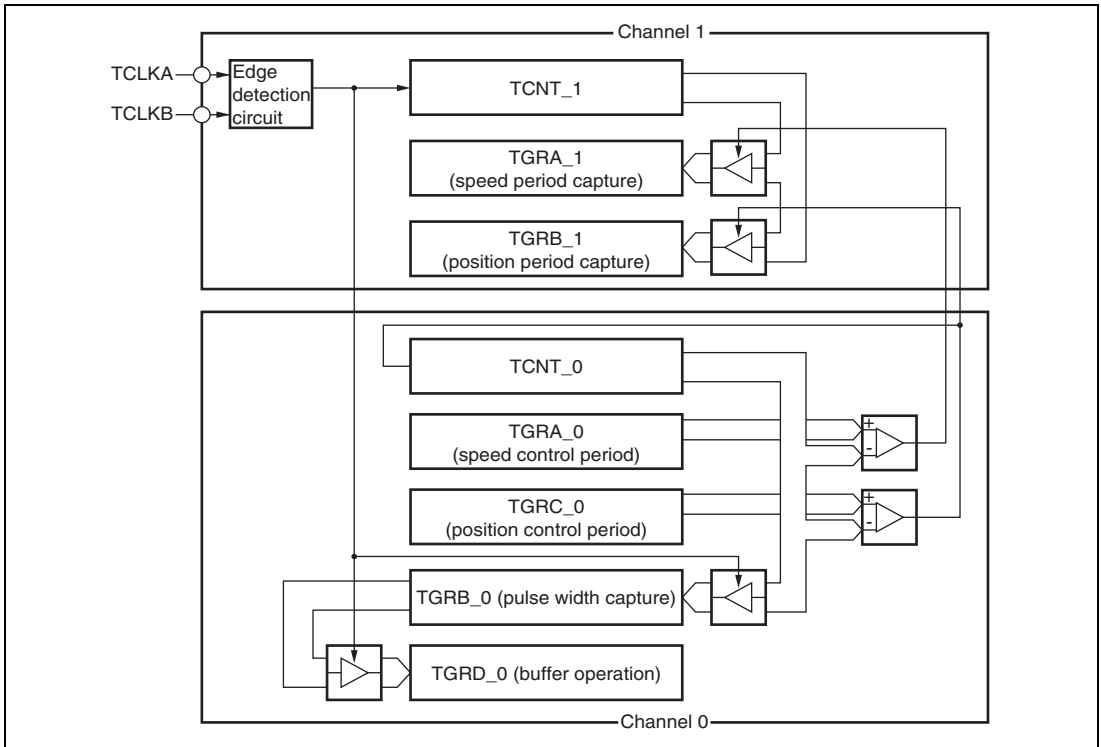 Channel 1
TCLKA
TCLKB
Edge
detection
circuit
TCNT_1
TGRA_1
(speed period capture)
TGRB_1
(position period capture)
TCNT_0
TGRA_0
(speed control period)
TGRC_0
(position control period)
TGRB_0 (pulse width capture)
TGRD_0 (buffer operation)
+
-
+
-
Channel 0